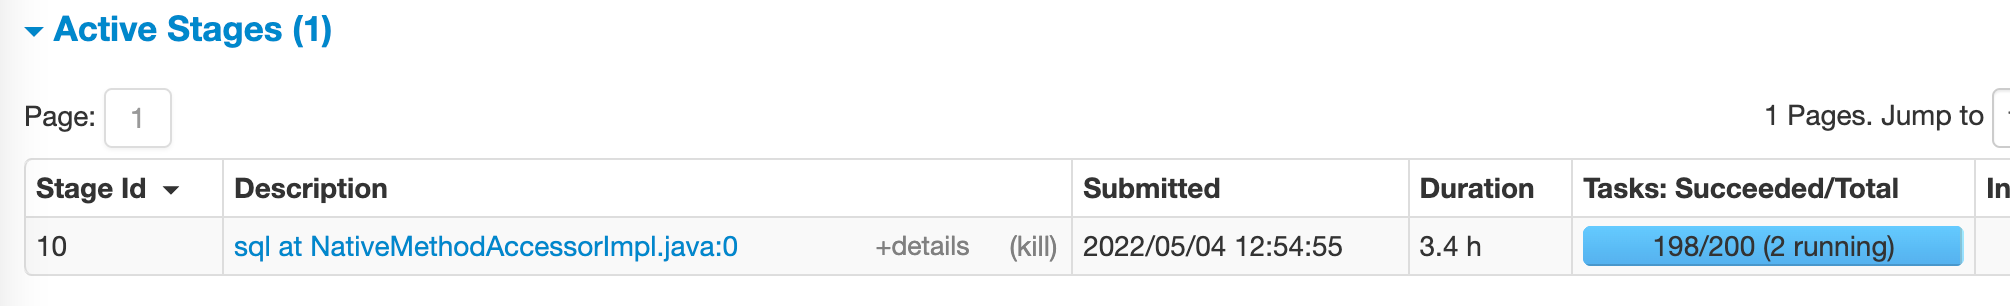 Active Stages (1)
Page: 1
1 Pages. Jump to
Stage Id Description Submitted Duration Tasks: Succeeded/Total
10 sql at NativeMethodAccessorImpl.java:0 +details (kill) 2022/05/04 12:54:55 3.4 h 198/200 (2 running)